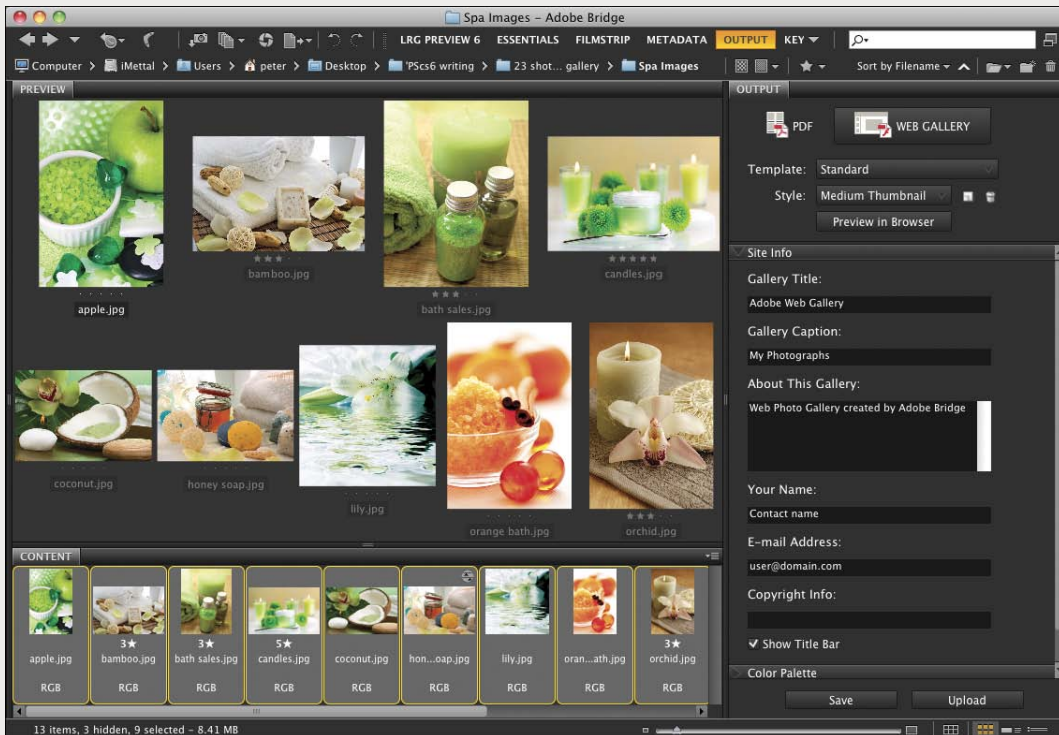 Spa Images – Adobe Bridge
LRG PREVIEW 6 ESSENTIALS FILMSTRIP METADATA OUTPUT KEY
Computer > iMettal > Users > peter > Desktop > 'PScs6 writing > 23 shot... gallery > Spa Images
Sort by Filename
PREVIEW
apple.jpg
bamboo.jpg
bath sales.jpg
candles.jpg
coconut.jpg
honey soap.jpg
lily.jpg
orange bath.jpg
orchid.jpg
CONTENT
3★ 3★ 5★ 3★
apple.jpg bamboo.jpg bath sales.jpg candles.jpg coconut.jpg hon...oap.jpg lily.jpg oran...ath.jpg orchid.jpg
RGB RGB RGB RGB RGB RGB RGB RGB RGB
13 items, 3 hidden, 9 selected – 8.41 MB
OUTPUT
PDF WEB GALLERY
Template: Standard
Style: Medium Thumbnail
Preview in Browser
Site Info
Gallery Title:
Adobe Web Gallery
Gallery Caption:
My Photographs
About This Gallery:
Web Photo Gallery created by Adobe Bridge
Your Name:
Contact name
E-mail Address:
user@domain.com
Copyright Info:
Show Title Bar
Color Palette
Save Upload